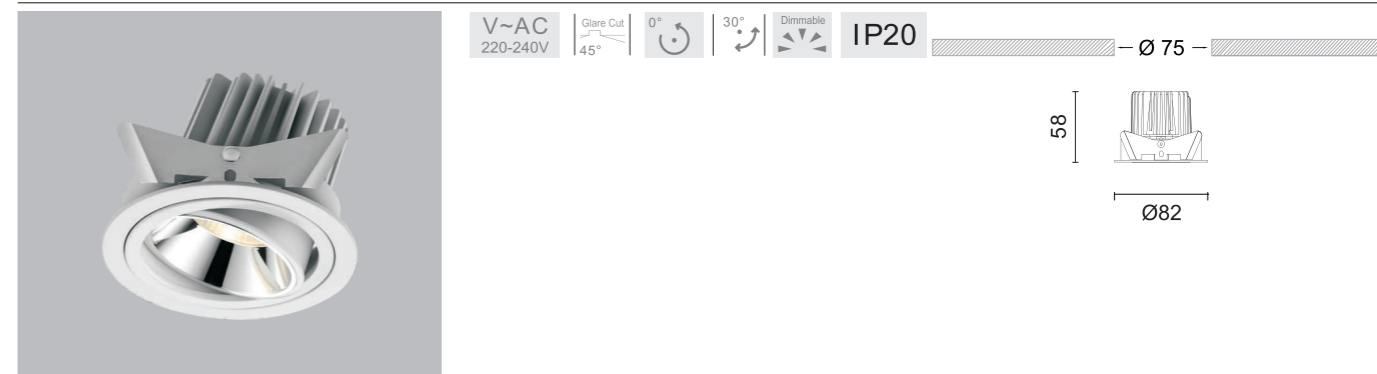 V~AC
220-240V
Glare Cut
45°
0°
30°
Dimmable
IP20
Ø 75
58
Ø82